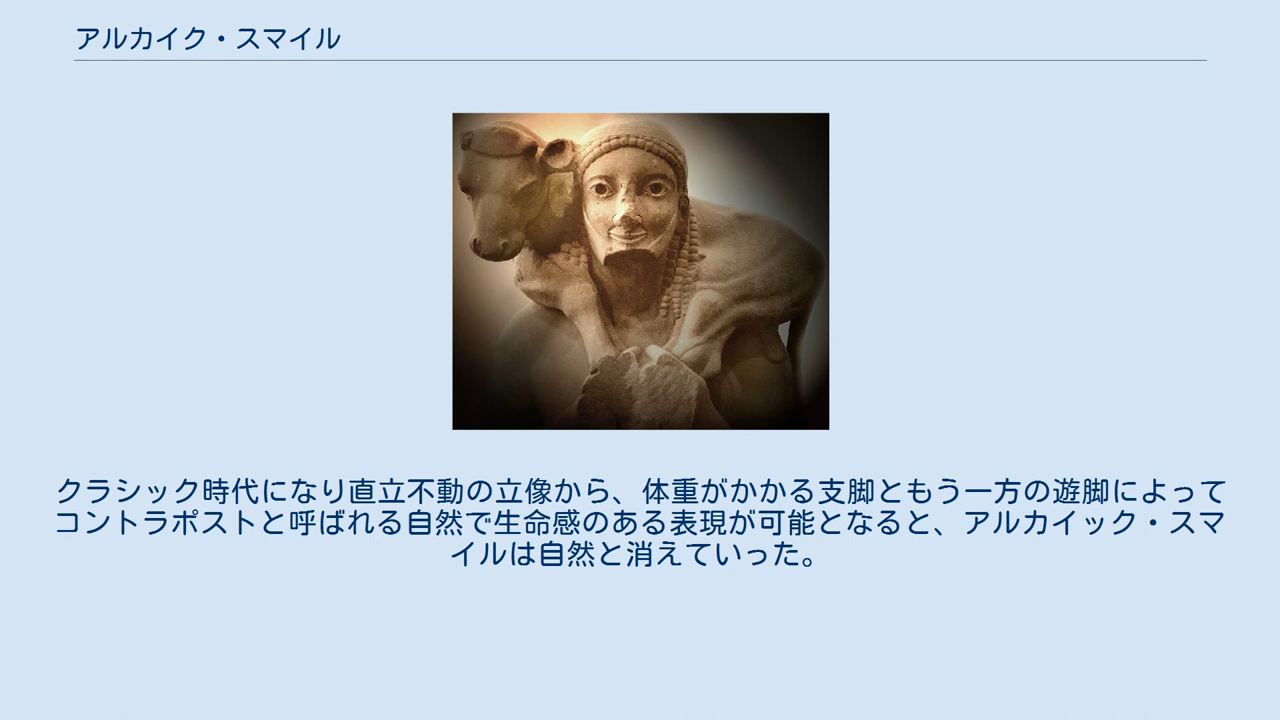 アルカイク・スマイル
クラシック時代になり直立不動の立像から、体重がかかる支脚ともう一方の遊脚によって
コントラポストと呼ばれる自然で生命感のある表現が可能となると、アルカイック・スマ
イルは自然と消えていった。